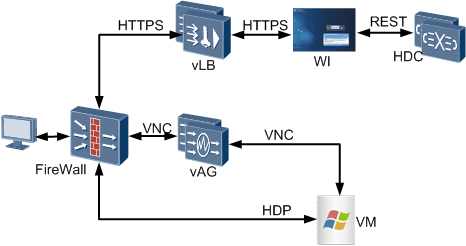 HTTPS
HTTPS
REST
vLB
WI
HDC
VNC
VNC
FireWall
vAG
HDP
VM